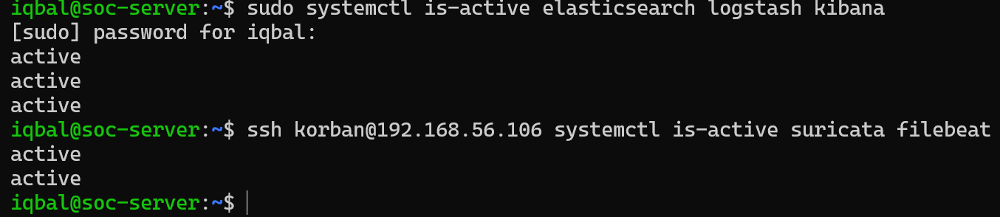 iqbal@soc-server:~$ sudo systemctl is-active elasticsearch logstash kibana
[sudo] password for iqbal:
active
active
active
iqbal@soc-server:~$ ssh korban@192.168.56.106 systemctl is-active suricata filebeat
active
active
iqbal@soc-server:~$